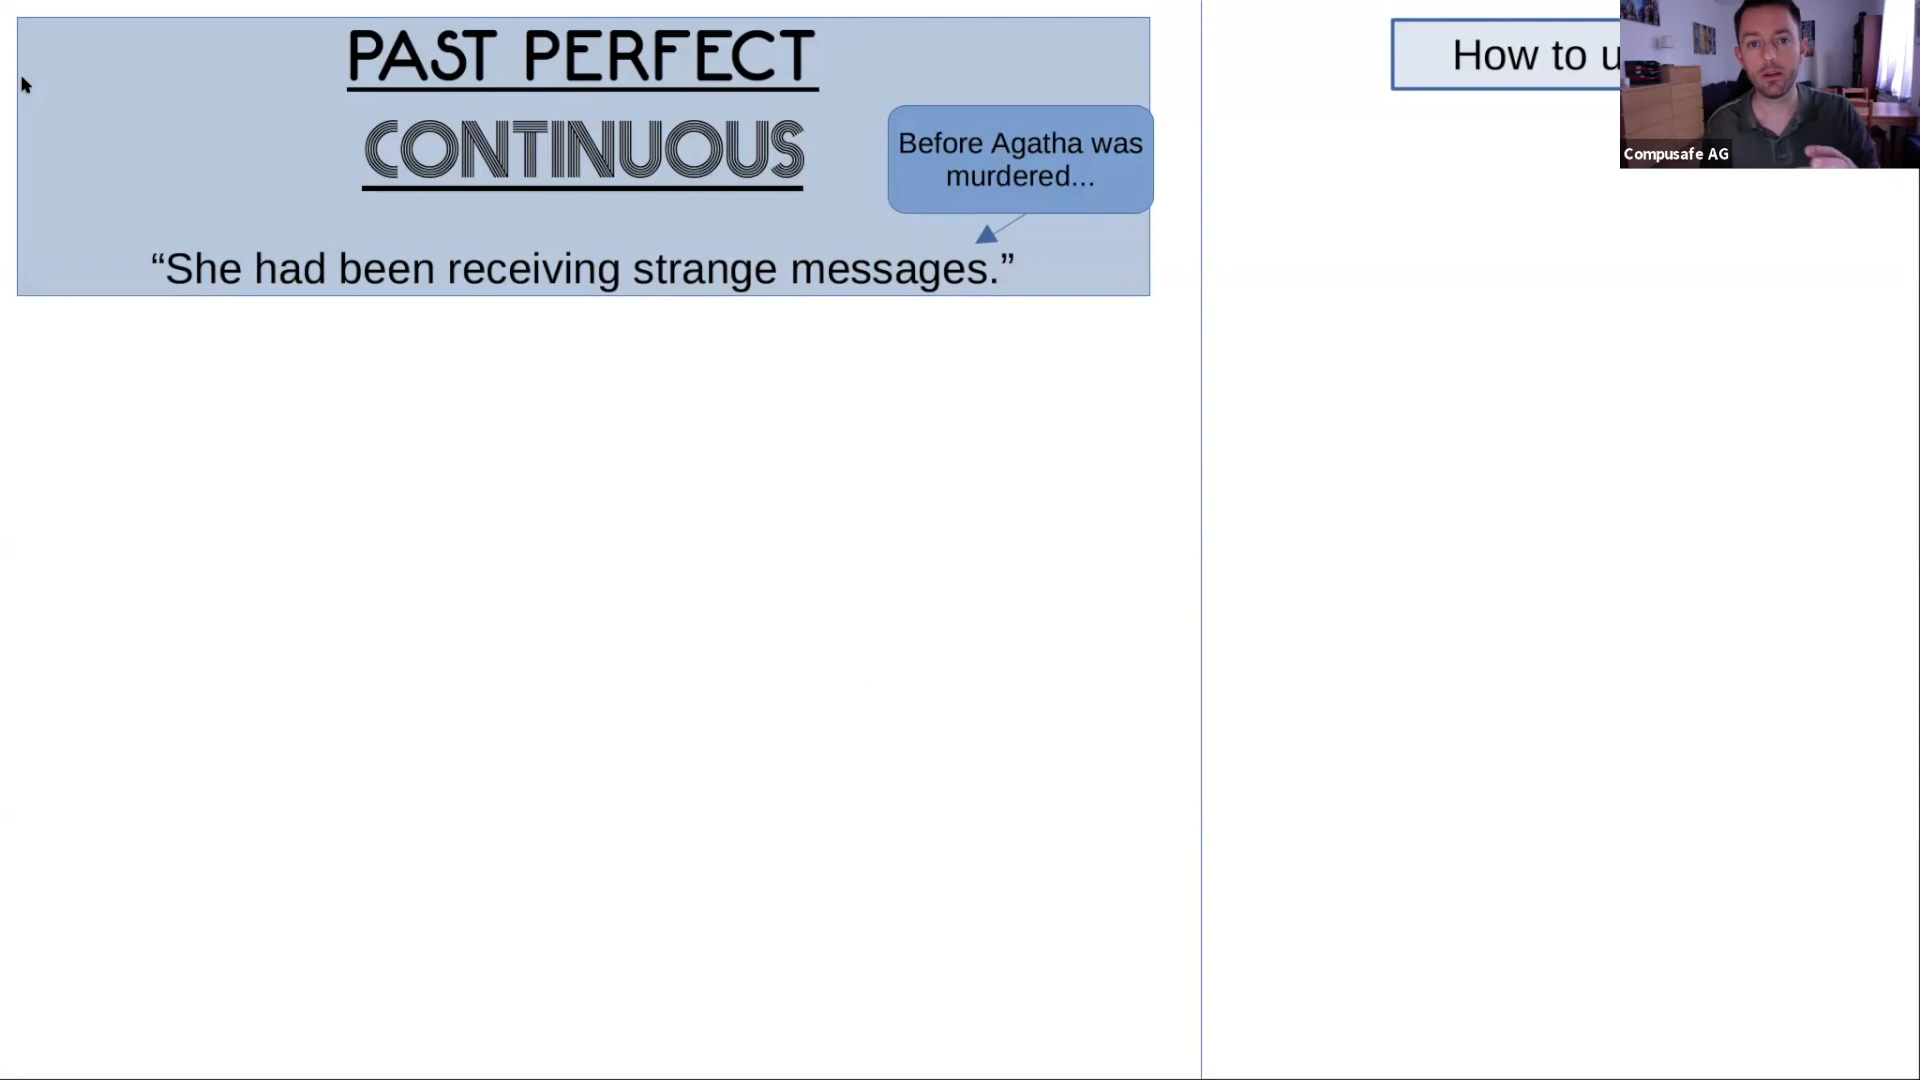 PAST PERFECT
CONTINUOUS
Before Agatha was
murdered...
“She had been receiving strange messages.”
How to
Compusafe AG